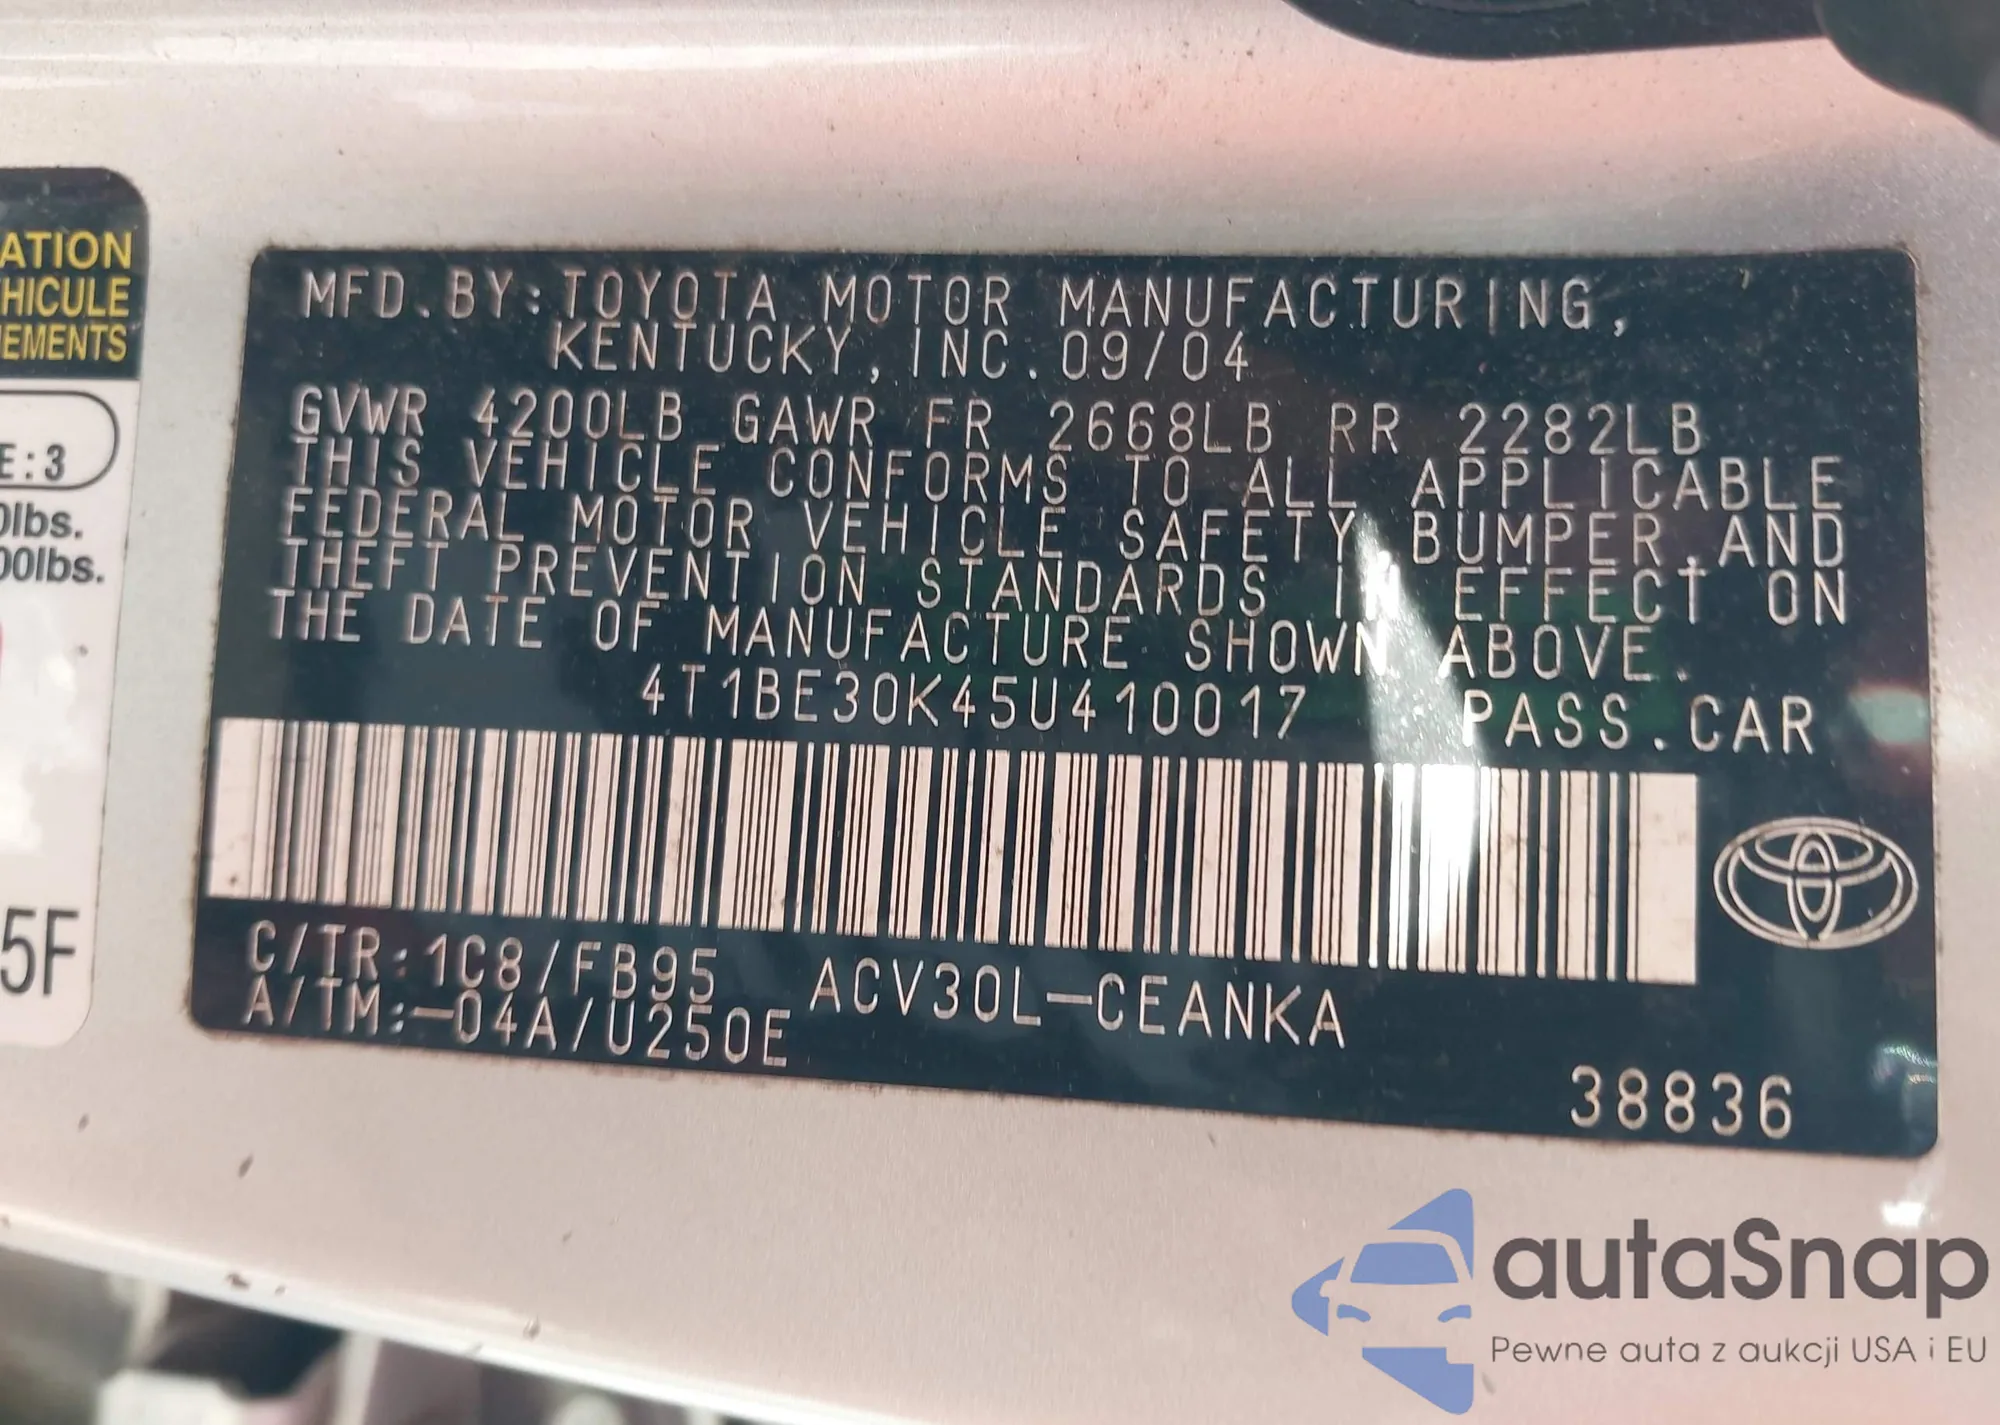 ATION
HICULE
EMENTS
E:3
0lbs.
00lbs.
5F
MFD.BY:TOYOTA MOTOR MANUFACTURING,
KENTUCKY, INC. 09/04
GVWR 4200LB GAWR FR 2668LB RR 2282LB
THIS VEHICLE CONFORMS TO ALL APPLICABLE
FEDERAL MOTOR VEHICLE SAFETY, BUMPER,AND
THEFT PREVENTION STANDARDS IN EFFECT ON
THE DATE OF MANUFACTURE SHOWN ABOVE.
4T1BE30K45U410017 PASS.CAR
C/TR:1C8/FB95 ACV30L-CEANKA
A/TM:-04A/U250E
38836
autaSnap
Pewne auta z aukcji USA i EU